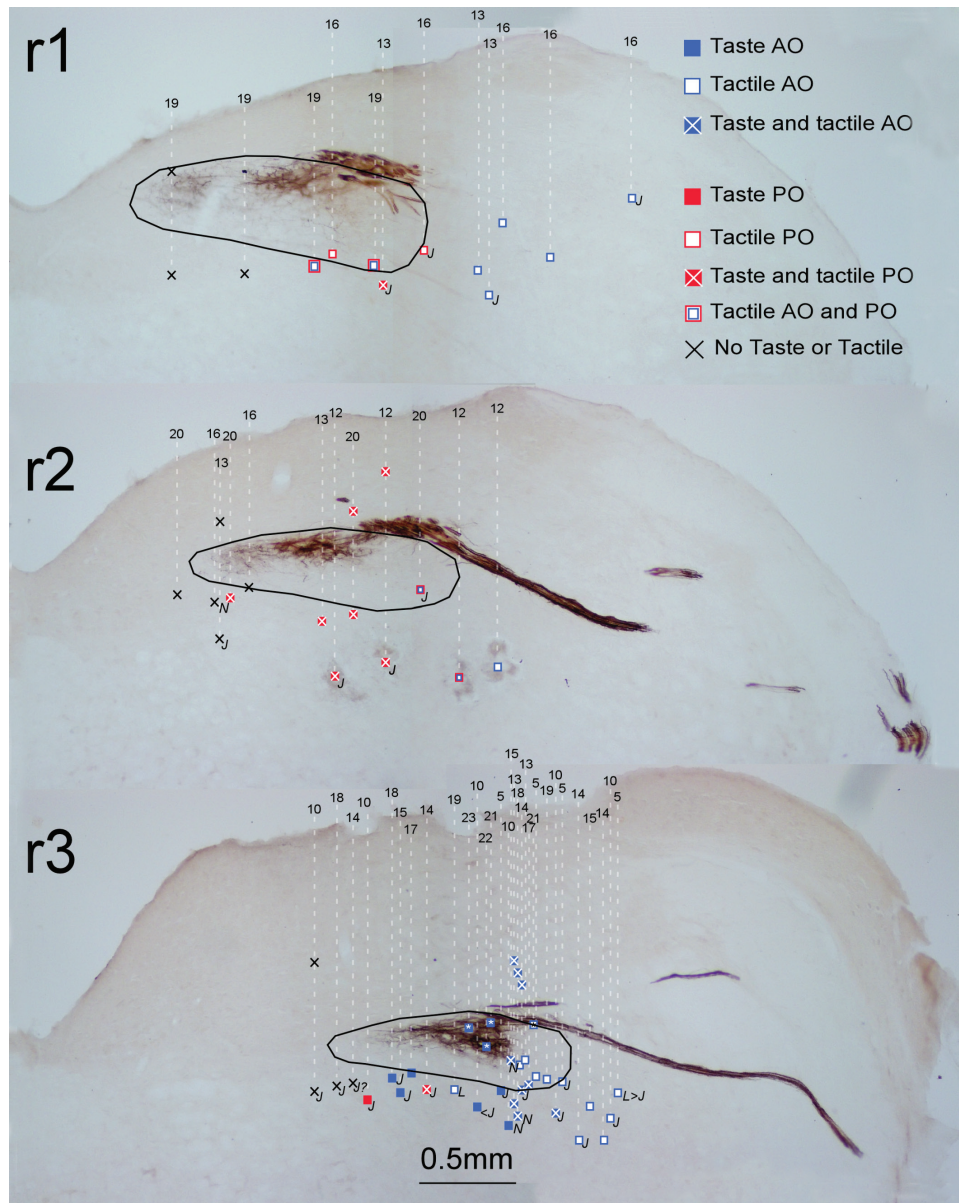 r1
16
13
16
13
16
13
16
16
19
19
19
19
J
J
J
J
Taste AO
Tactile AO
Taste and tactile AO
Taste PO
Tactile PO
Taste and tactile PO
Tactile AO and PO
No Taste or Tactile
r2
20
16
13
20
16
13
12
20
12
20
12
12
N
J
J
J
J
r3
10
18
14
10
18
15
17
14
19
10
23
21
22
5
10
15
13
18
14
13
17
21
5
19
10
5
14
15
14
10
5
J
J
J?
J
J
J
J
L
<J
J
N
J
N
J
J
J
J
J
L>J
0.5mm